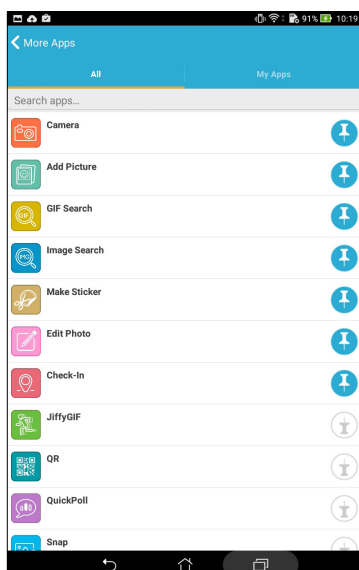 91% 10:19
More Apps
All My Apps
Search apps...
Camera
Add Picture
GIF Search
GIF
Image Search
IMG
Make Sticker
Edit Photo
Check-In
JiffyGIF
QR
QuickPoll
Snap